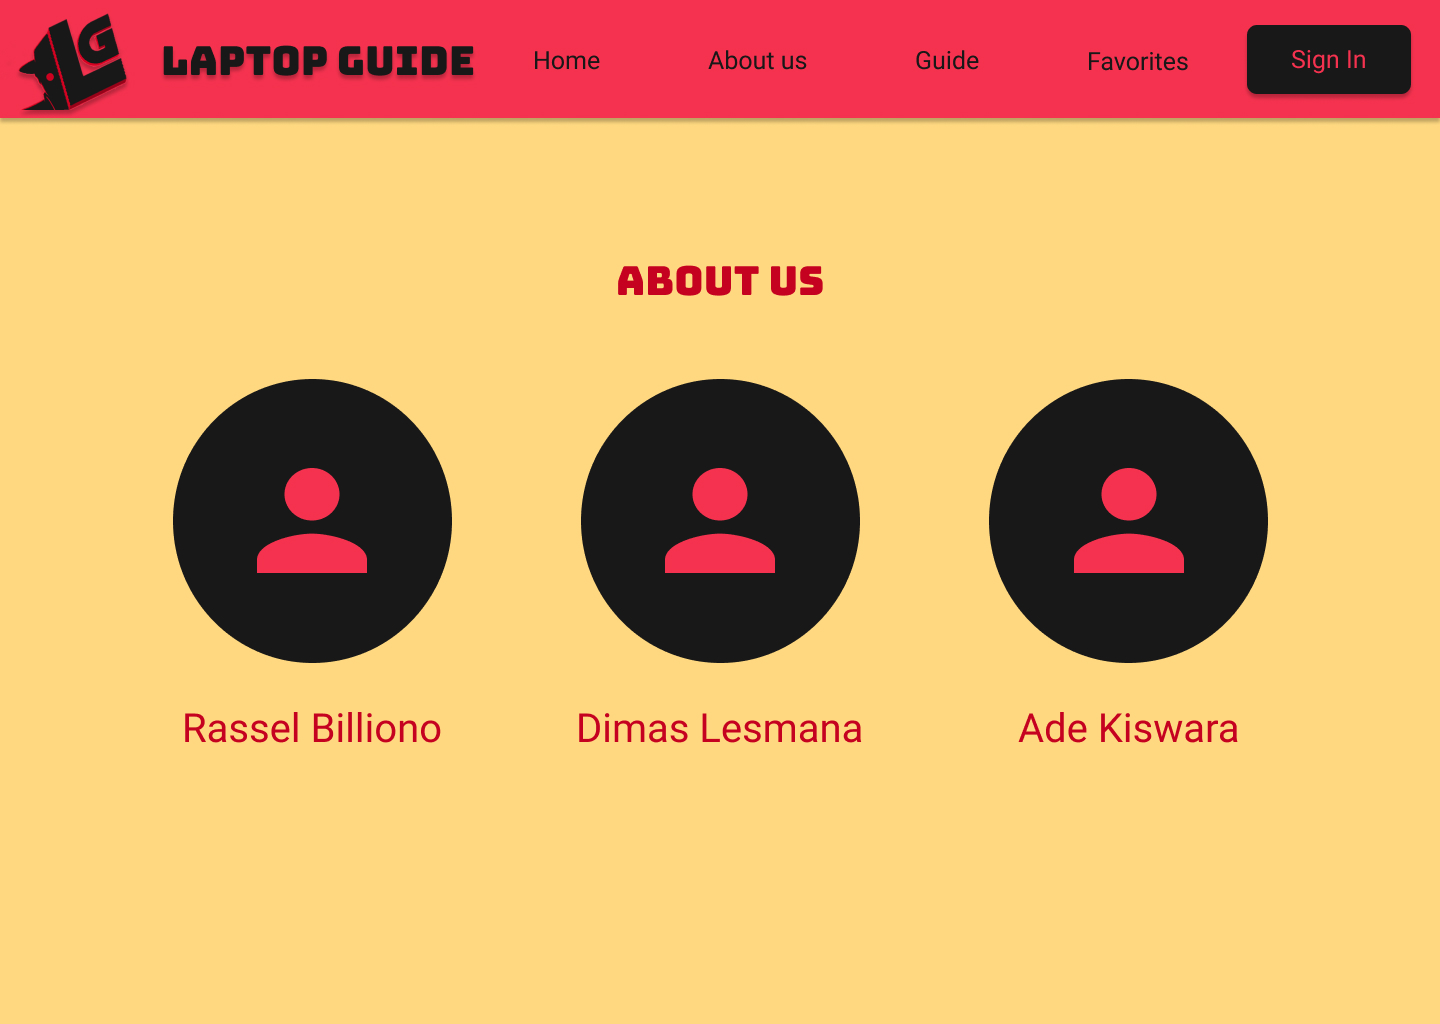 LG
LAPTOP GUIDE
Home
About us
Guide
Favorites
Sign In
ABOUT US
Rassel Billiono
Dimas Lesmana
Ade Kiswara